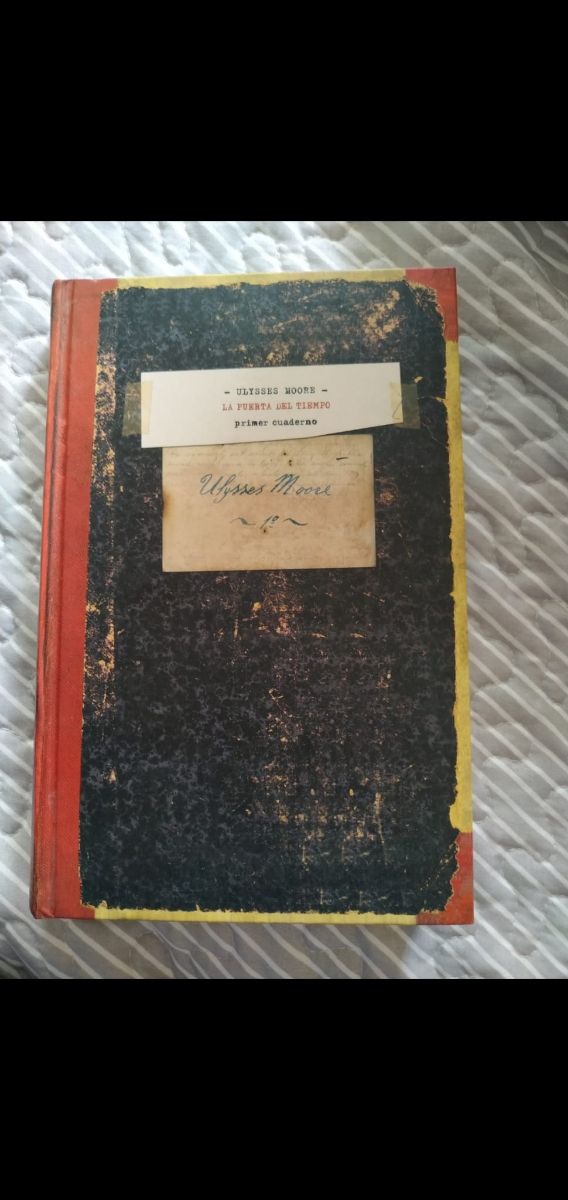 - ULYSSES MOORE -
LA PUERTA DEL TIEMPO
primer cuaderno
Ulysses Moore
~ 1º ~